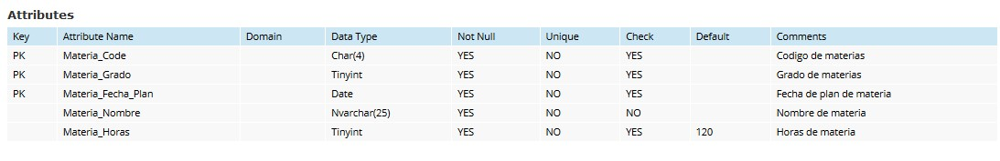 Attributes
Key Attribute Name Domain Data Type Not Null Unique Check Default Comments
PK Materia_Code Char(4) YES NO YES Codigo de materias
PK Materia_Grado Tinyint YES NO YES Grado de materias
PK Materia_Fecha_Plan Date YES NO YES Fecha de plan de materia
Materia_Nombre Nvarchar(25) YES NO NO Nombre de materia
Materia_Horas Tinyint YES NO YES 120 Horas de materia